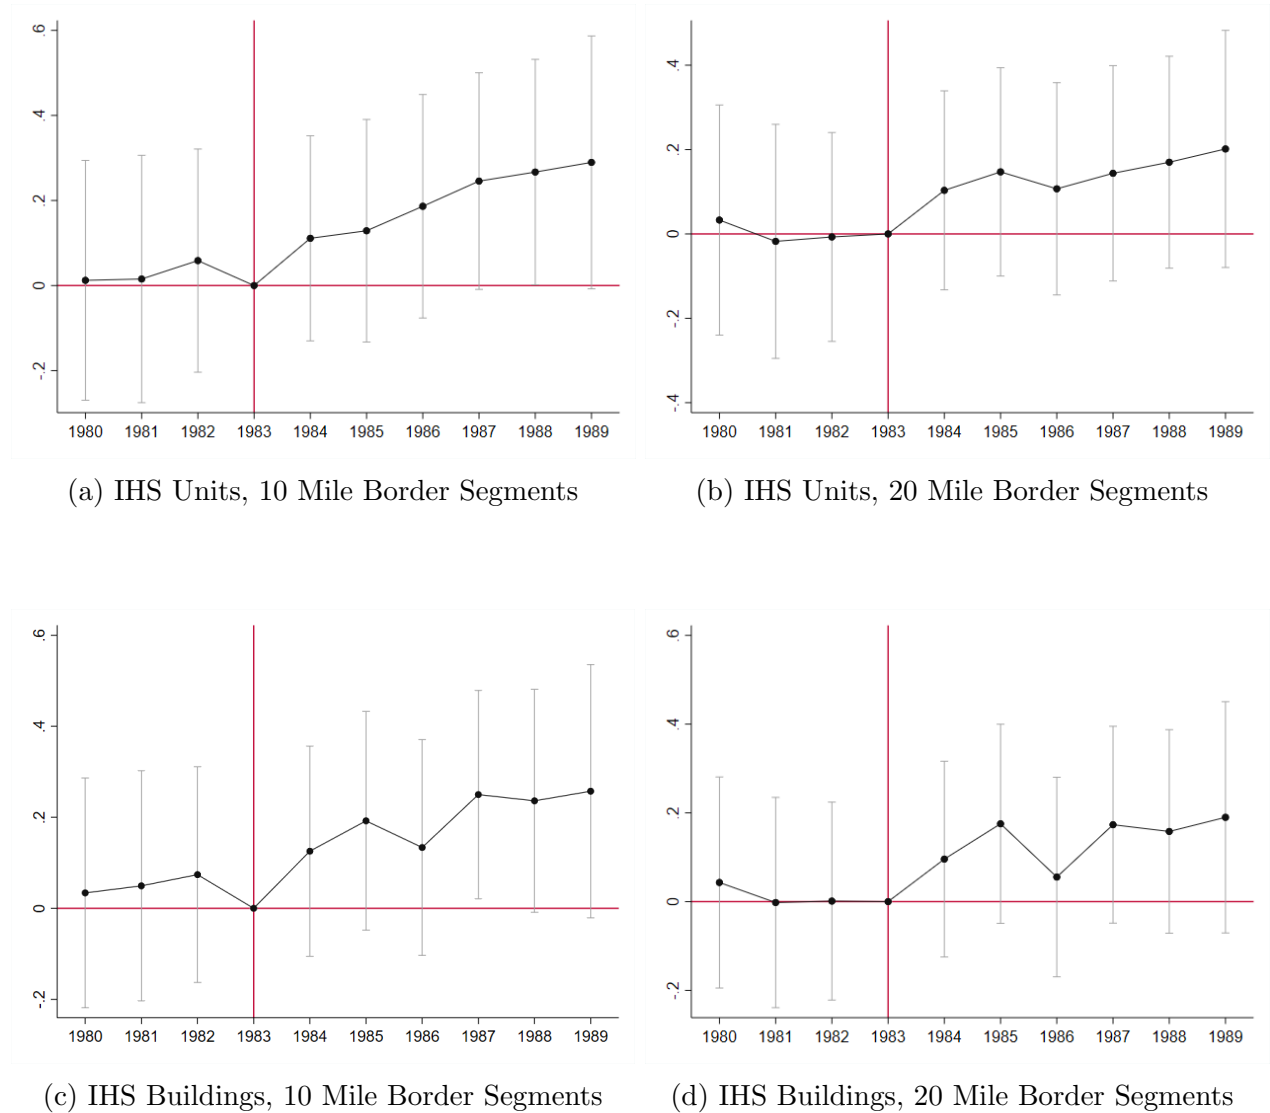 .6
.4
.2
0
-.2
1980 1981 1982 1983 1984 1985 1986 1987 1988 1989
(a) IHS Units, 10 Mile Border Segments
.4
.2
0
-.2
-.4
1980 1981 1982 1983 1984 1985 1986 1987 1988 1989
(b) IHS Units, 20 Mile Border Segments
.6
.4
.2
0
-.2
1980 1981 1982 1983 1984 1985 1986 1987 1988 1989
(c) IHS Buildings, 10 Mile Border Segments
.6
.4
.2
0
-.2
1980 1981 1982 1983 1984 1985 1986 1987 1988 1989
(d) IHS Buildings, 20 Mile Border Segments